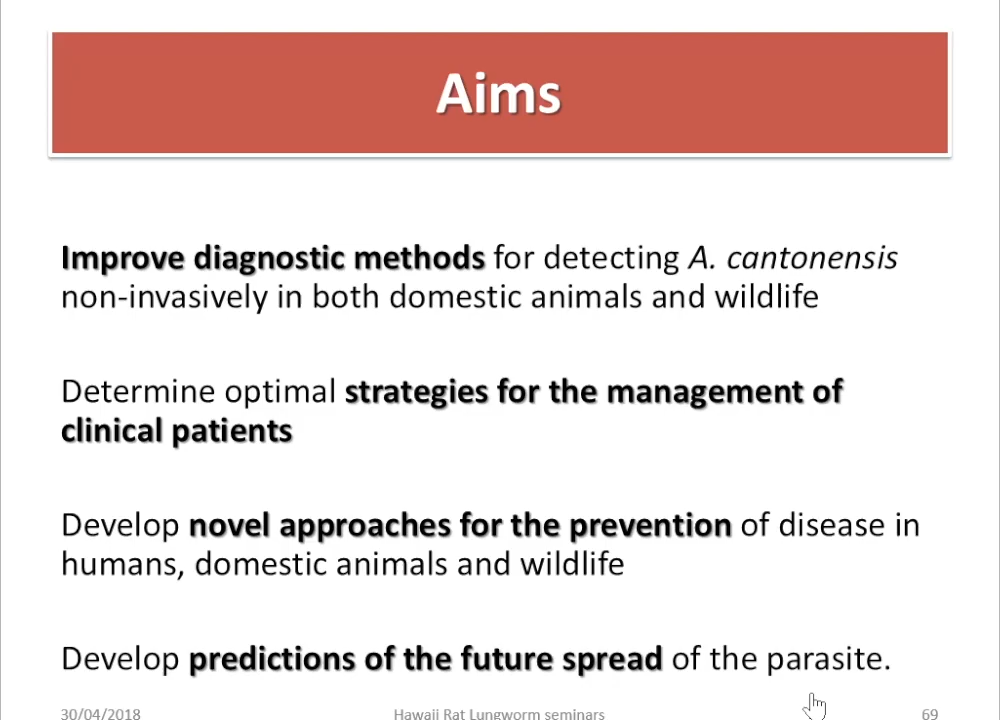 Aims
Improve diagnostic methods for detecting A. cantonensis
non-invasively in both domestic animals and wildlife
Determine optimal strategies for the management of
clinical patients
Develop novel approaches for the prevention of disease in
humans, domestic animals and wildlife
Develop predictions of the future spread of the parasite.
30/04/2018 Hawaii Rat Lungworm seminars 69